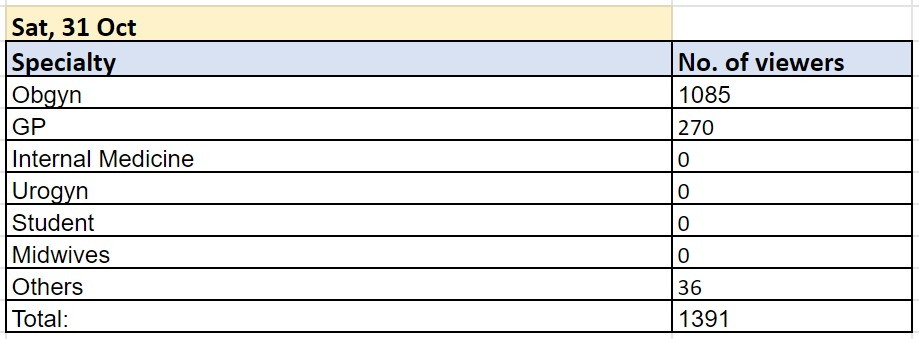 Sat, 31 Oct
Specialty No. of viewers
Obgyn 1085
GP 270
Internal Medicine 0
Urogyn 0
Student 0
Midwives 0
Others 36
Total: 1391